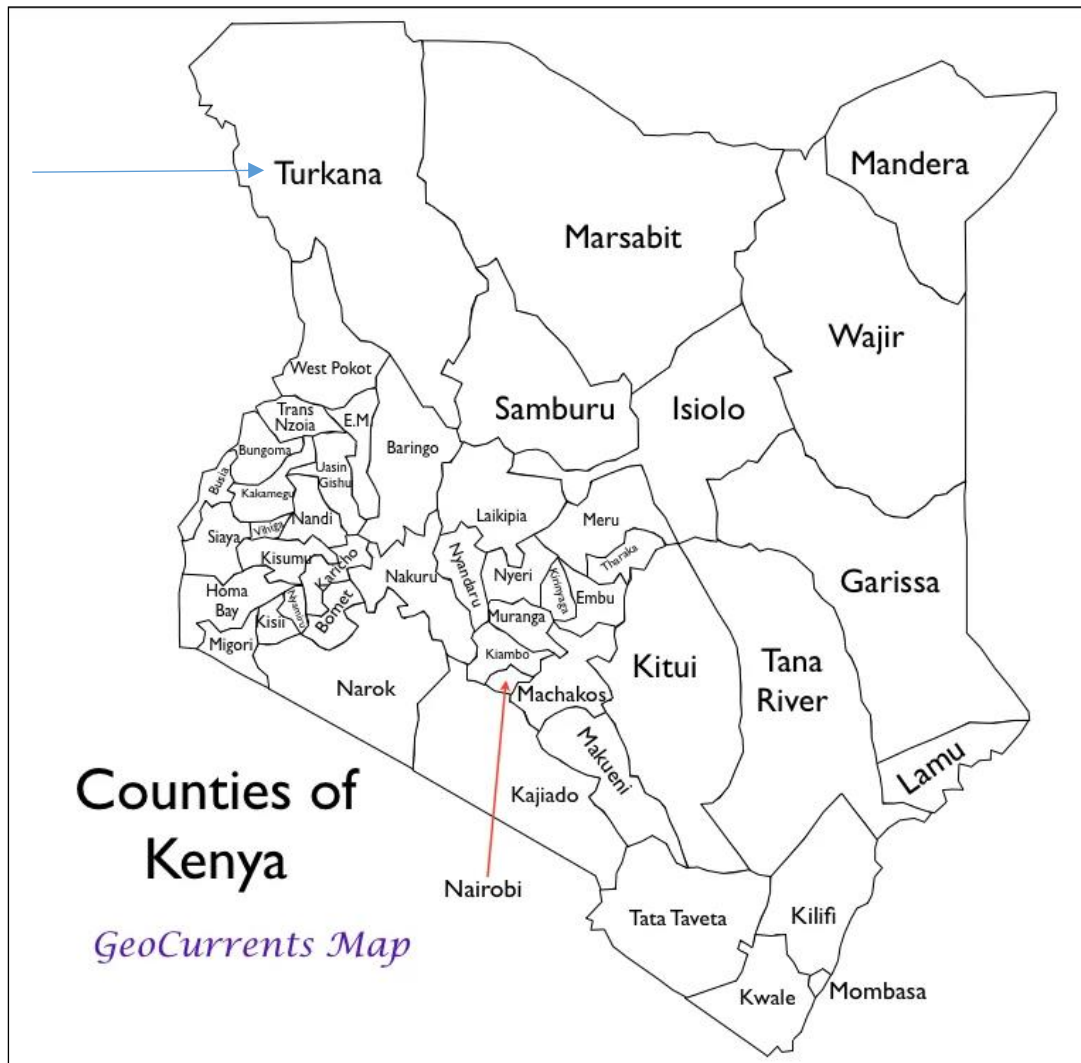 Turkana
Mandera
Marsabit
Wajir
West Pokot
Samburu
Isiolo
Trans
Nzoia
E.M.
Baringo
Bungoma
Uasin
Gishu
Busia
Kakamegu
Laikipia
Meru
Nandi
Vihiga
Siaya
Kisumu
Karicho
Nakuru
Nyandaru
Nyeri
Tharaka
Kirinyaga
Embu
Garissa
Homa
Bay
Kisii
Nyamiru
Bomet
Muranga
Migori
Kiambo
Kitui
Tana
River
Narok
Machakos
Makueni
Lamu
Counties of
Kenya
Kajiado
Nairobi
GeoCurrents Map
Tata Taveta
Kilifi
Kwale
Mombasa